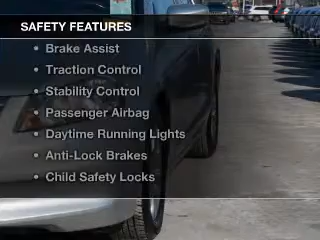 SAFETY FEATURES
• Brake Assist
• Traction Control
• Stability Control
• Passenger Airbag
• Daytime Running Lights
• Anti-Lock Brakes
• Child Safety Locks